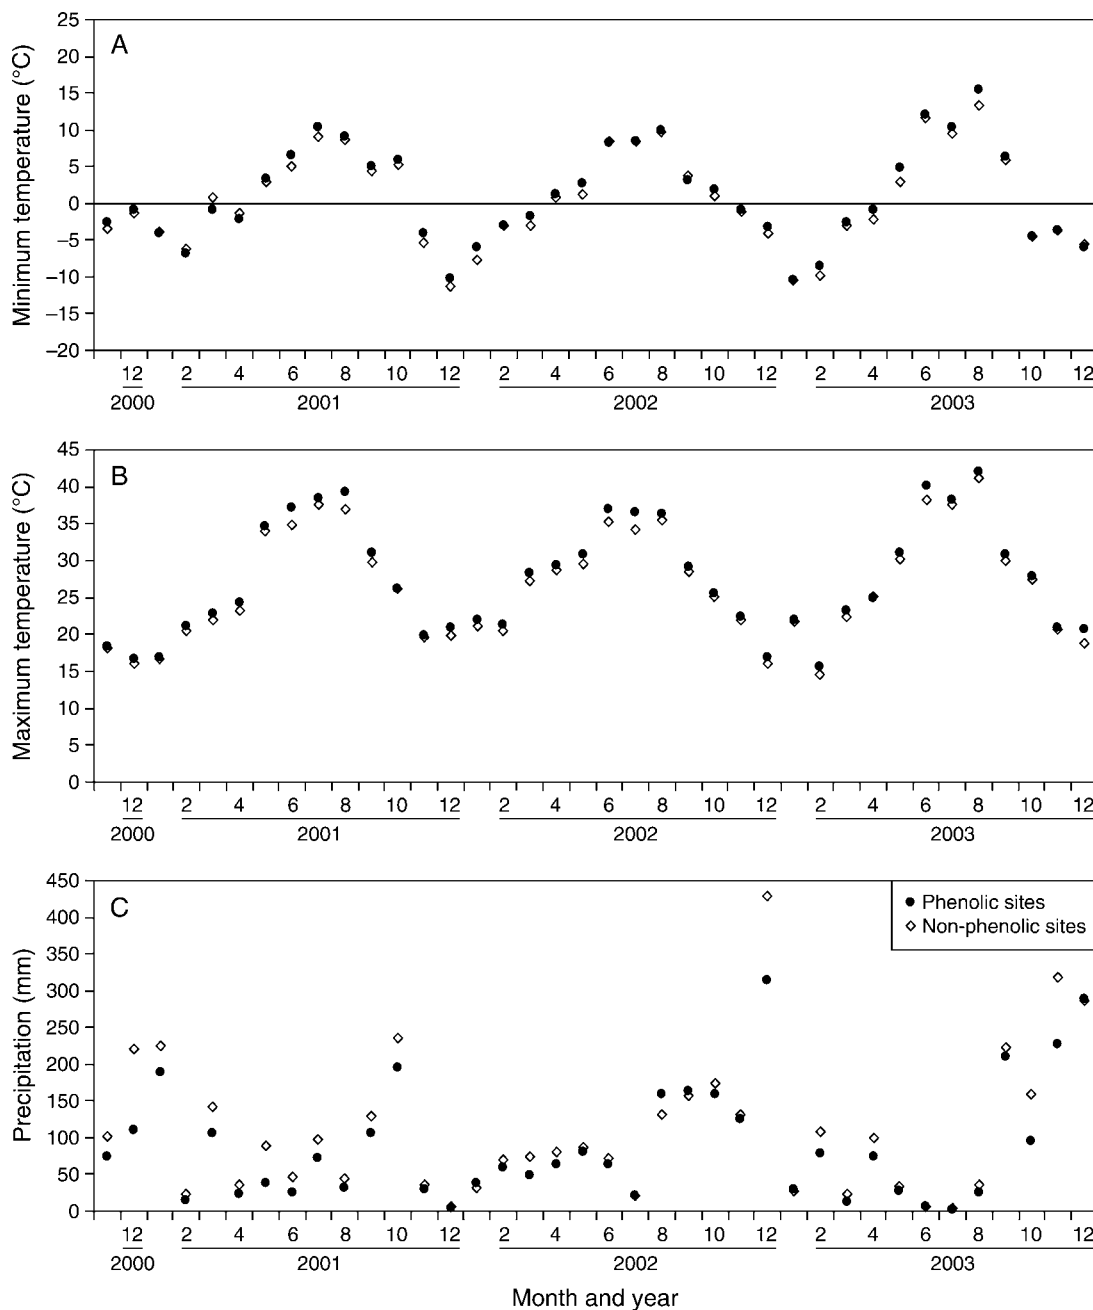 A
Minimum temperature (°C)
25
20
15
10
5
0
−5
−10
−15
−20
12 2 4 6 8 10 12 2 4 6 8 10 12 2 4 6 8 10 12
2000 2001 2002 2003
B
Maximum temperature (°C)
45
40
35
30
25
20
15
10
5
0
12 2 4 6 8 10 12 2 4 6 8 10 12 2 4 6 8 10 12
2000 2001 2002 2003
C
Phenolic sites
Non-phenolic sites
Precipitation (mm)
450
400
350
300
250
200
150
100
50
0
12 2 4 6 8 10 12 2 4 6 8 10 12 2 4 6 8 10 12
2000 2001 2002 2003
Month and year